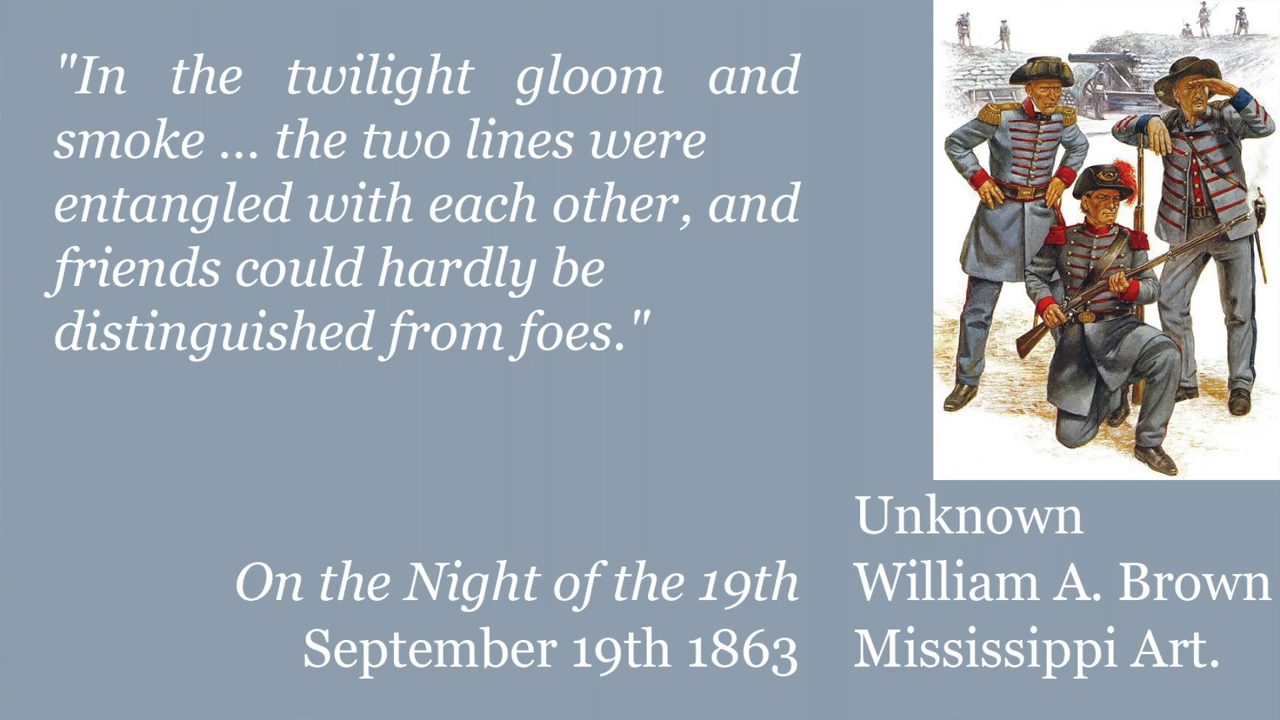 "In the twilight gloom and
smoke ... the two lines were
entangled with each other, and
friends could hardly be
distinguished from foes."
On the Night of the 19th
September 19th 1863
Unknown
William A. Brown
Mississippi Art.